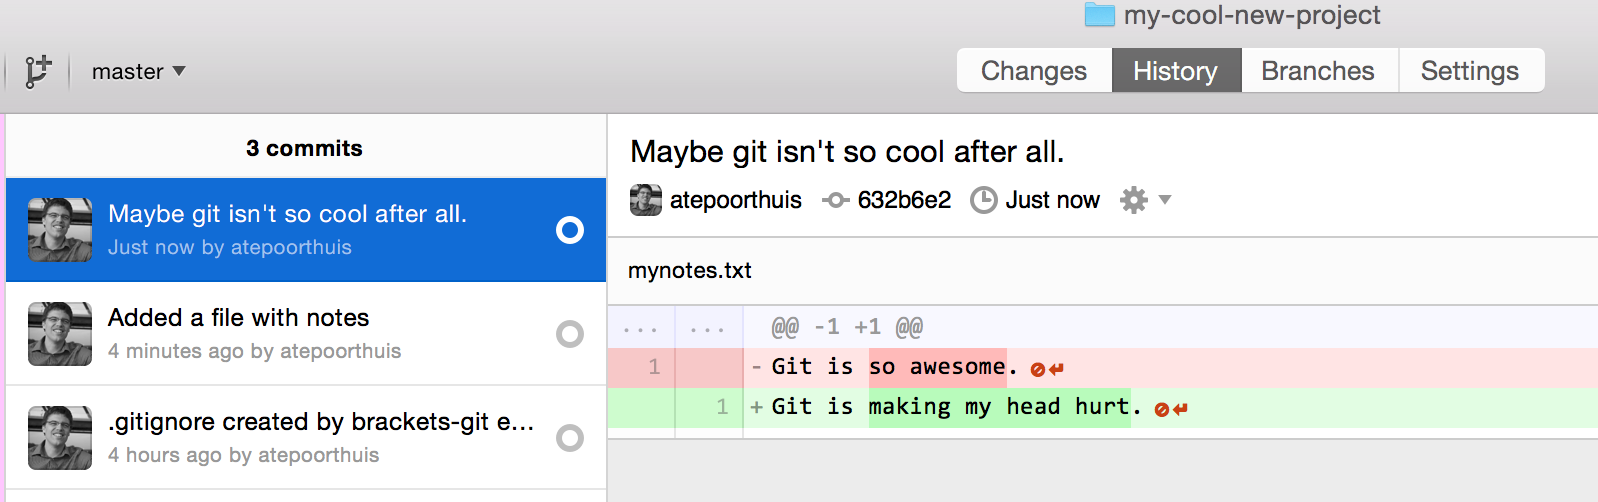 my-cool-new-project
master
Changes History Branches Settings
3 commits
Maybe git isn't so cool after all.
Just now by atepoorthuis
Added a file with notes
4 minutes ago by atepoorthuis
.gitignore created by brackets-git e...
4 hours ago by atepoorthuis
Maybe git isn't so cool after all.
atepoorthuis 632b6e2 Just now
mynotes.txt
... ... @@ -1 +1 @@
1 - Git is so awesome.
1 + Git is making my head hurt.